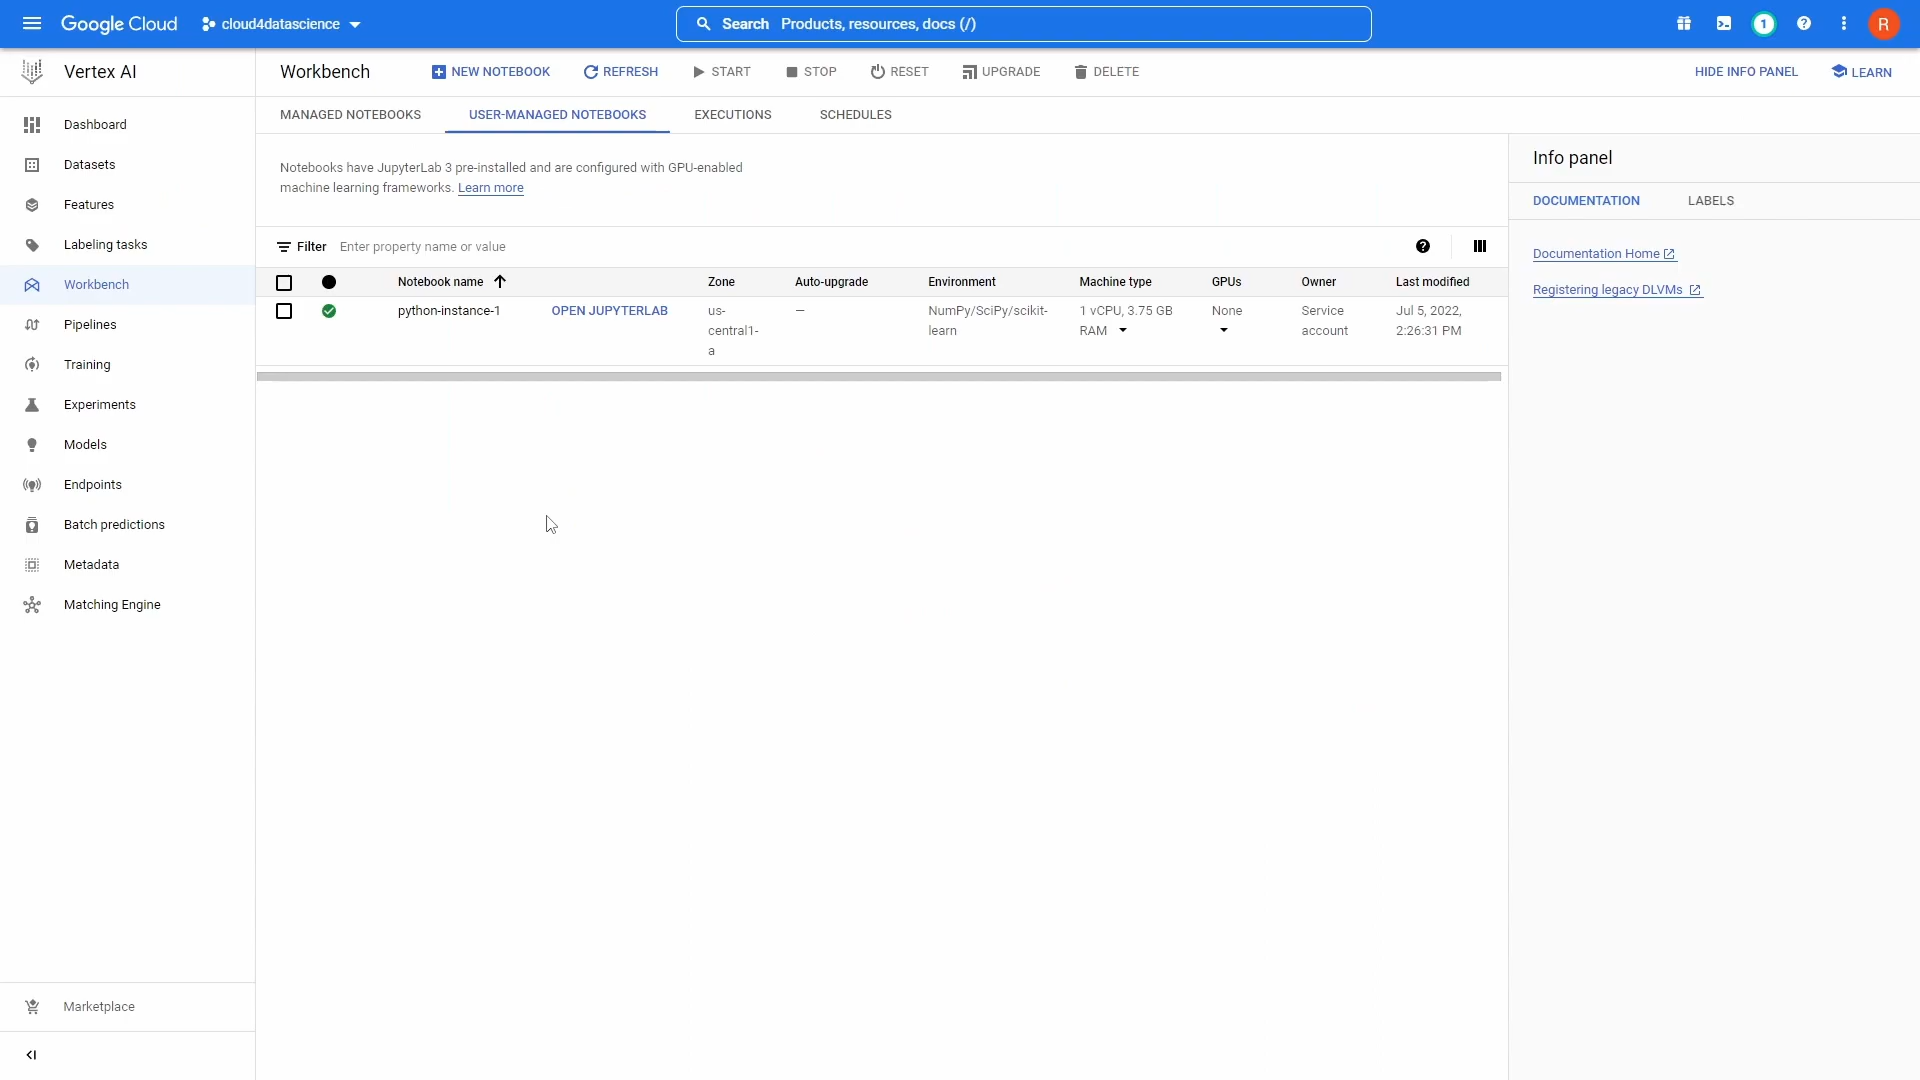 Google Cloud
cloud4datascience
Search Products, resources, docs (/)
1
R
Vertex AI
Workbench
NEW NOTEBOOK
REFRESH
START
STOP
RESET
UPGRADE
DELETE
HIDE INFO PANEL
LEARN
Dashboard
Datasets
Features
Labeling tasks
Workbench
Pipelines
Training
Experiments
Models
Endpoints
Batch predictions
Metadata
Matching Engine
Marketplace
MANAGED NOTEBOOKS
USER-MANAGED NOTEBOOKS
EXECUTIONS
SCHEDULES
Notebooks have JupyterLab 3 pre-installed and are configured with GPU-enabled
machine learning frameworks. Learn more
Filter Enter property name or value
Notebook name
Zone
Auto-upgrade
Environment
Machine type
GPUs
Owner
Last modified
python-instance-1
OPEN JUPYTERLAB
us-
central1-
a
—
NumPy/SciPy/scikit-
learn
1 vCPU, 3.75 GB
RAM
None
Service
account
Jul 5, 2022,
2:26:31 PM
Info panel
DOCUMENTATION
LABELS
Documentation Home
Registering legacy DLVMs